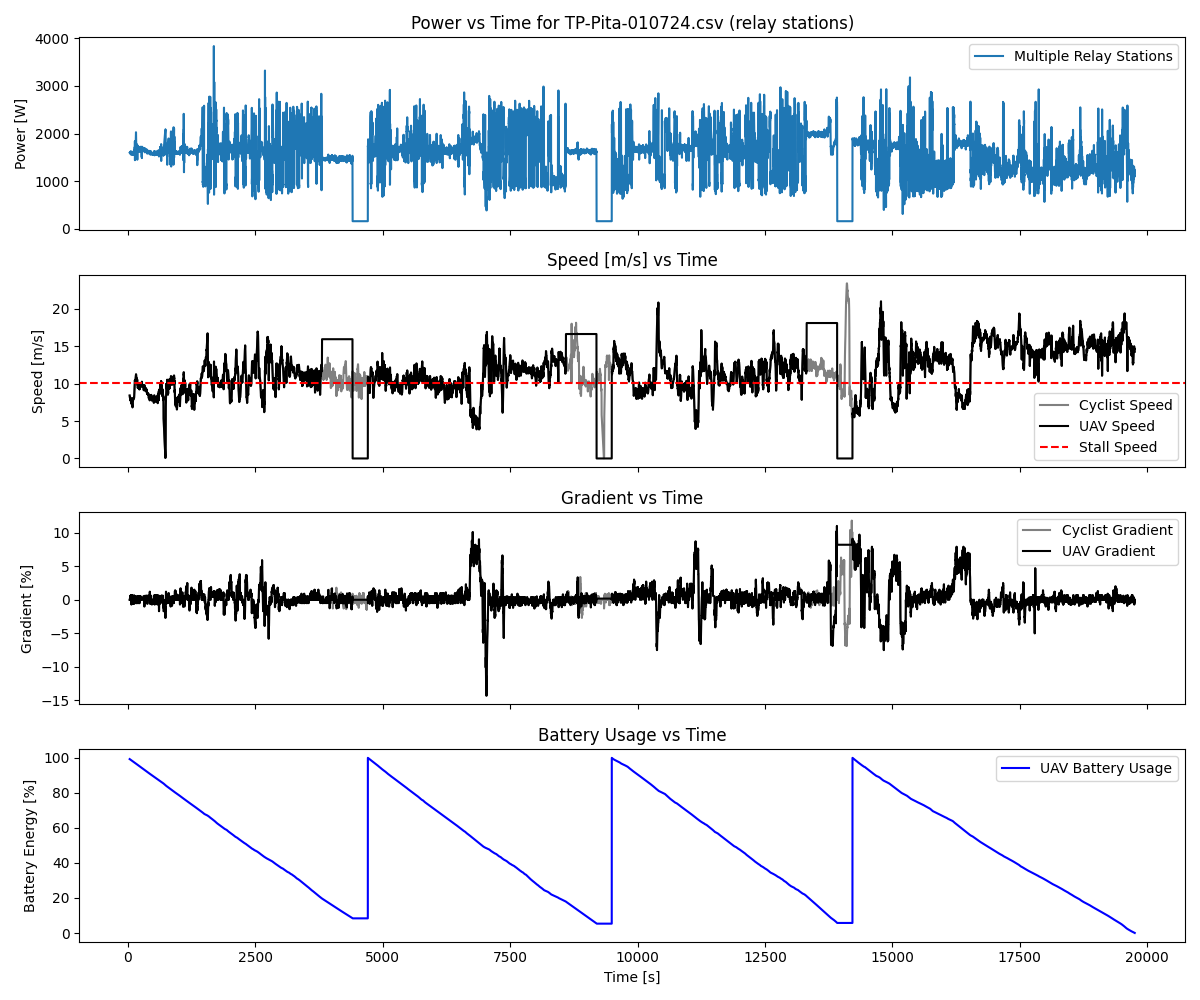 Power vs Time for TP-Pita-010724.csv (relay stations)
4000
3000
2000
1000
0
Power [W]
Multiple Relay Stations
Speed [m/s] vs Time
20
15
10
5
0
Speed [m/s]
Cyclist Speed
UAV Speed
Stall Speed
Gradient vs Time
10
5
0
−5
−10
−15
Gradient [%]
Cyclist Gradient
UAV Gradient
Battery Usage vs Time
100
80
60
40
20
0
Battery Energy [%]
UAV Battery Usage
0 2500 5000 7500 10000 12500 15000 17500 20000
Time [s]